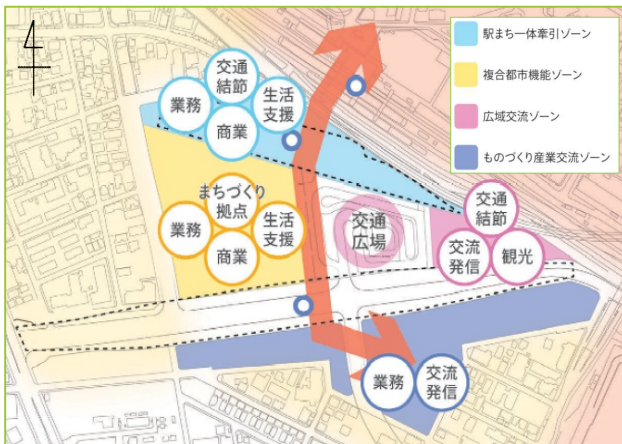 駅まち一体牽引ゾーン
複合都市機能ゾーン
広域交流ゾーン
ものづくり産業交流ゾーン
交通
結節
業務
生活
支援
商業
まちづくり
拠点
業務
生活
支援
商業
交通
広場
交通
結節
交流
発信
観光
業務
交流
発信